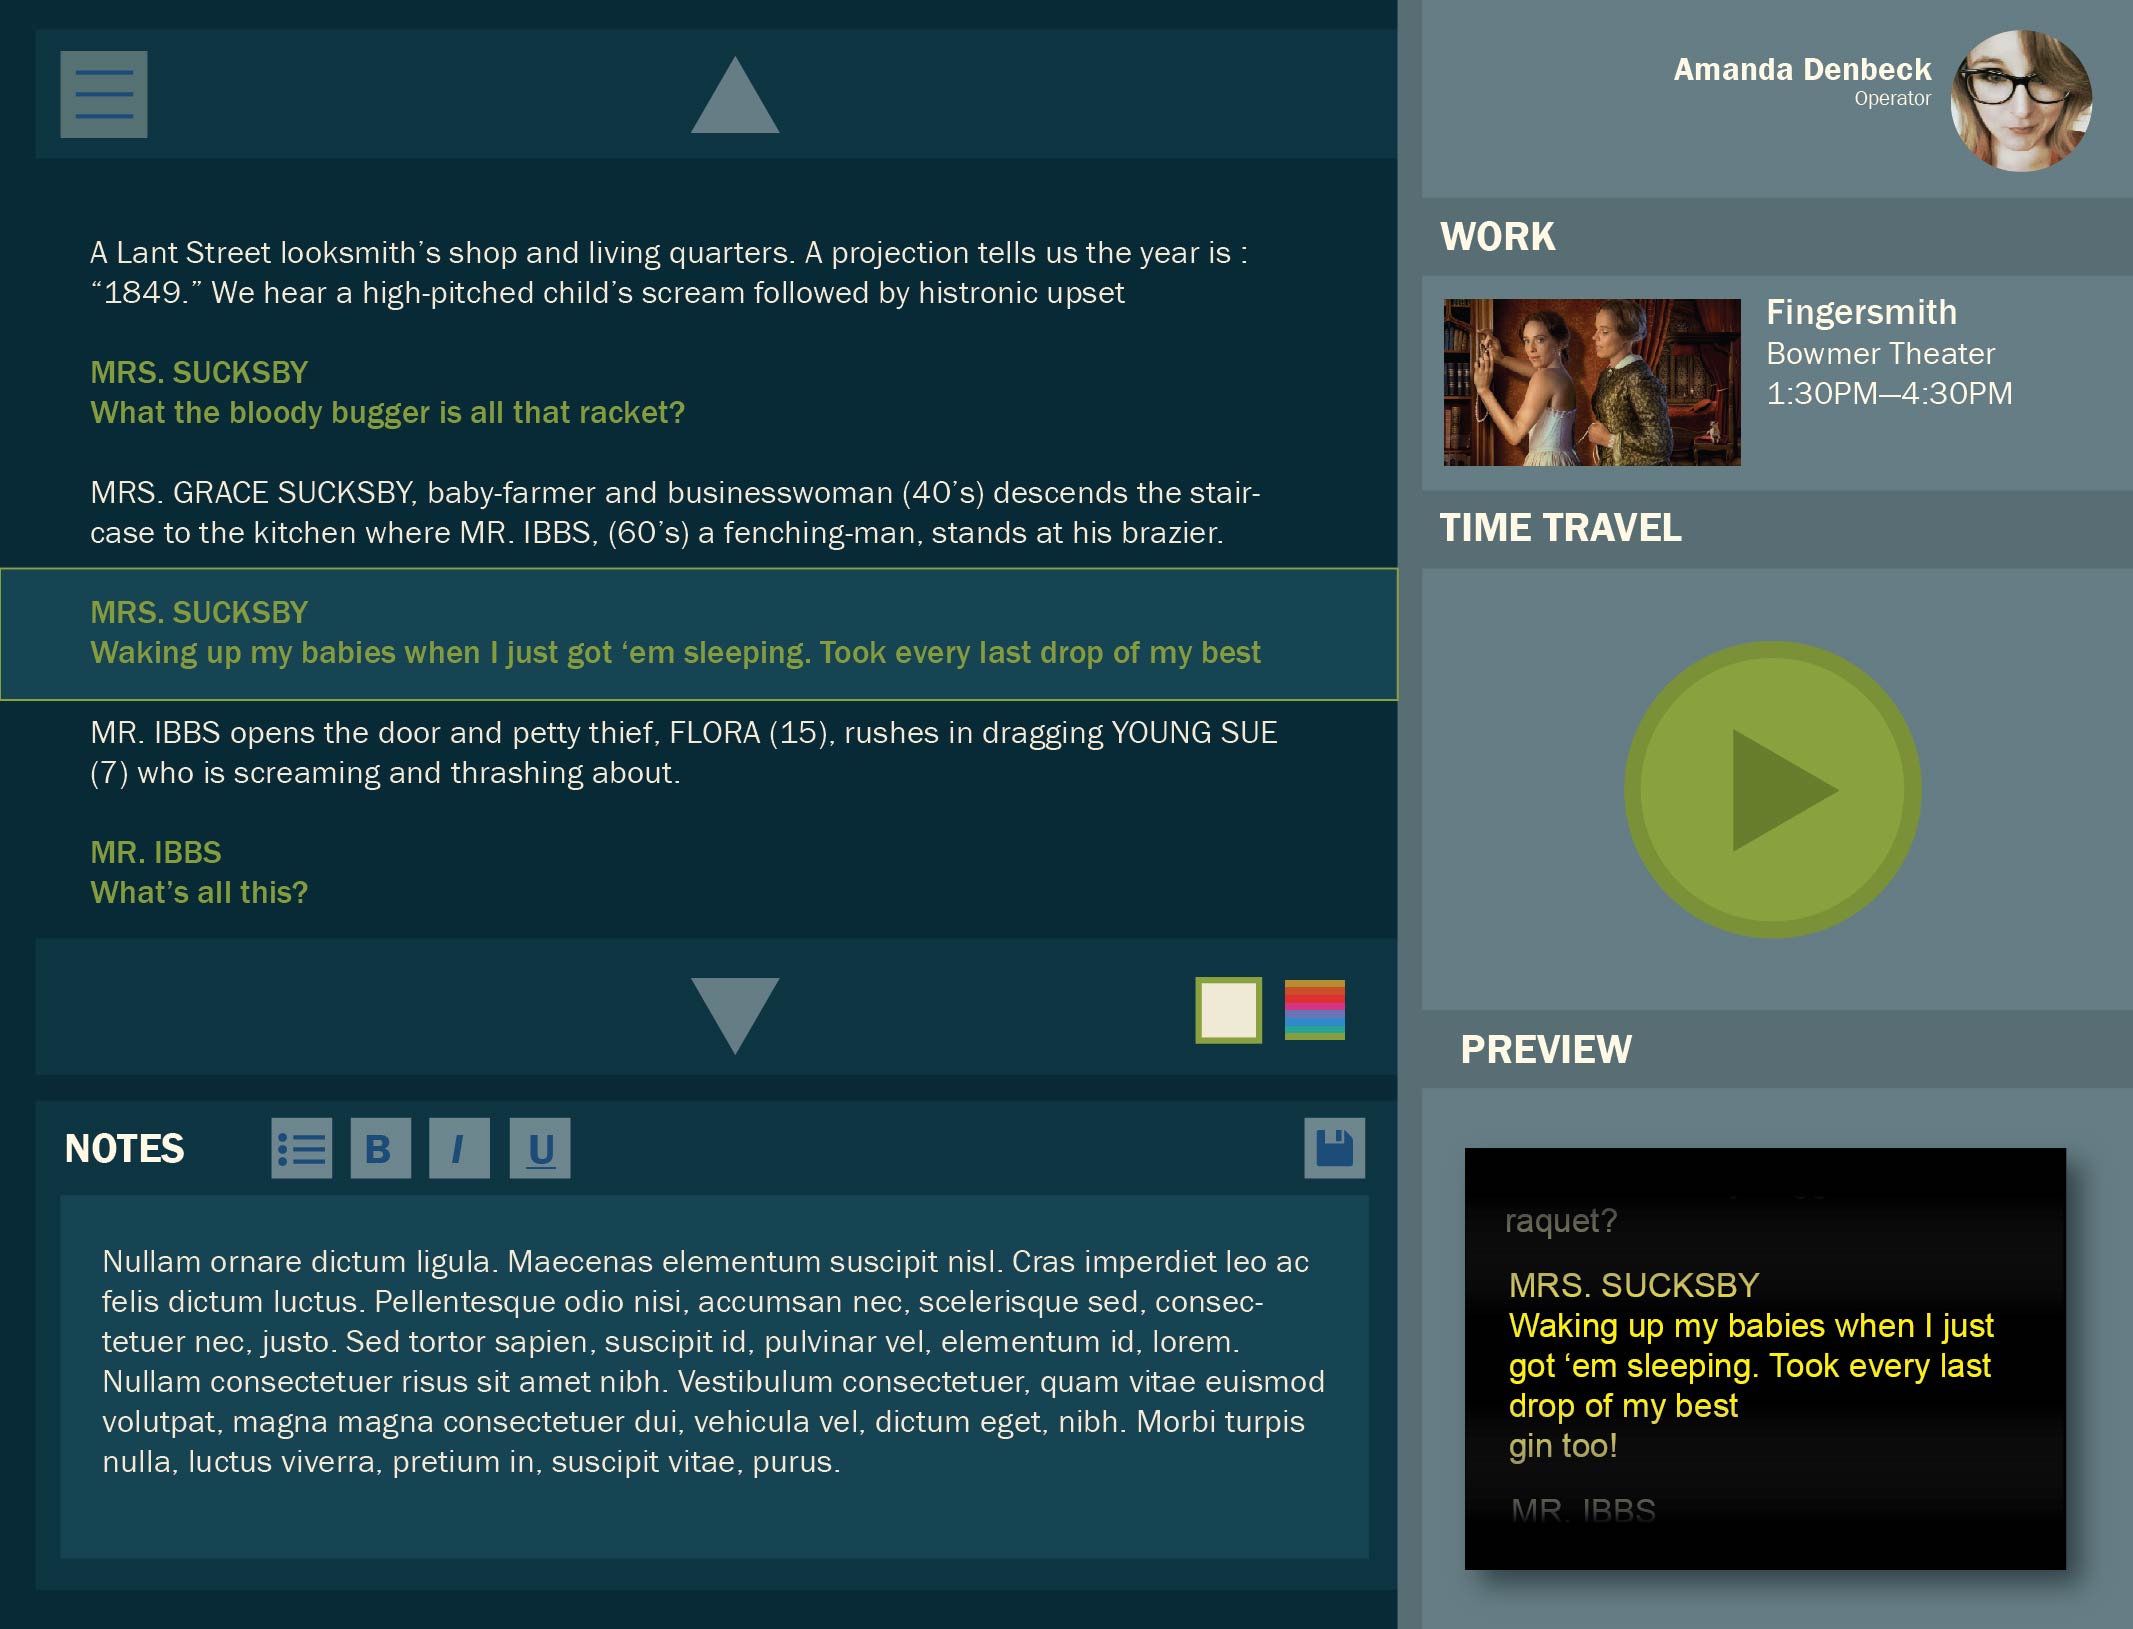 A Lant Street looksmith’s shop and living quarters. A projection tells us the year is :
“1849.” We hear a high-pitched child’s scream followed by histronic upset
MRS. SUCKSBY
What the bloody bugger is all that racket?
MRS. GRACE SUCKSBY, baby-farmer and businesswoman (40’s) descends the stair-
case to the kitchen where MR. IBBS, (60’s) a fenching-man, stands at his brazier.
MRS. SUCKSBY
Waking up my babies when I just got ‘em sleeping. Took every last drop of my best
MR. IBBS opens the door and petty thief, FLORA (15), rushes in dragging YOUNG SUE
(7) who is screaming and thrashing about.
MR. IBBS
What’s all this?
NOTES
B
I
U
Nullam ornare dictum ligula. Maecenas elementum suscipit nisl. Cras imperdiet leo ac
felis dictum luctus. Pellentesque odio nisi, accumsan nec, scelerisque sed, consec-
tetuer nec, justo. Sed tortor sapien, suscipit id, pulvinar vel, elementum id, lorem.
Nullam consectetuer risus sit amet nibh. Vestibulum consectetuer, quam vitae euismod
volutpat, magna magna consectetuer dui, vehicula vel, dictum eget, nibh. Morbi turpis
nulla, luctus viverra, pretium in, suscipit vitae, purus.
Amanda Denbeck
Operator
WORK
Fingersmith
Bowmer Theater
1:30PM—4:30PM
TIME TRAVEL
PREVIEW
raquet?
MRS. SUCKSBY
Waking up my babies when I just
got ‘em sleeping. Took every last
drop of my best
gin too!
MR. IBBS